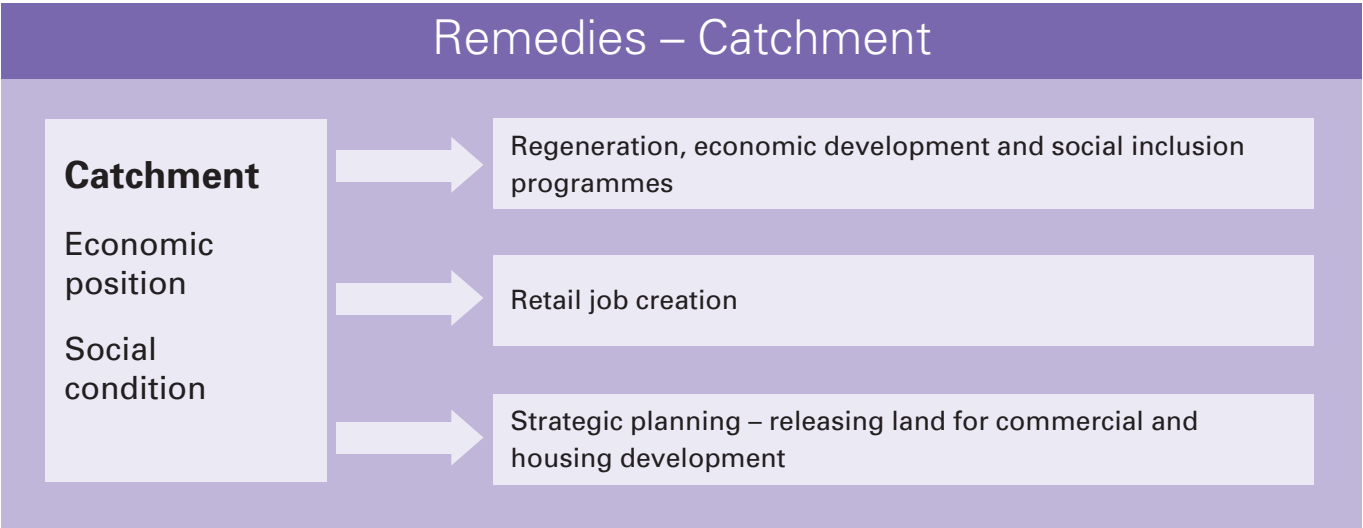 Remedies – Catchment
Catchment
Economic
position
Social
condition
Regeneration, economic development and social inclusion
programmes
Retail job creation
Strategic planning – releasing land for commercial and
housing development